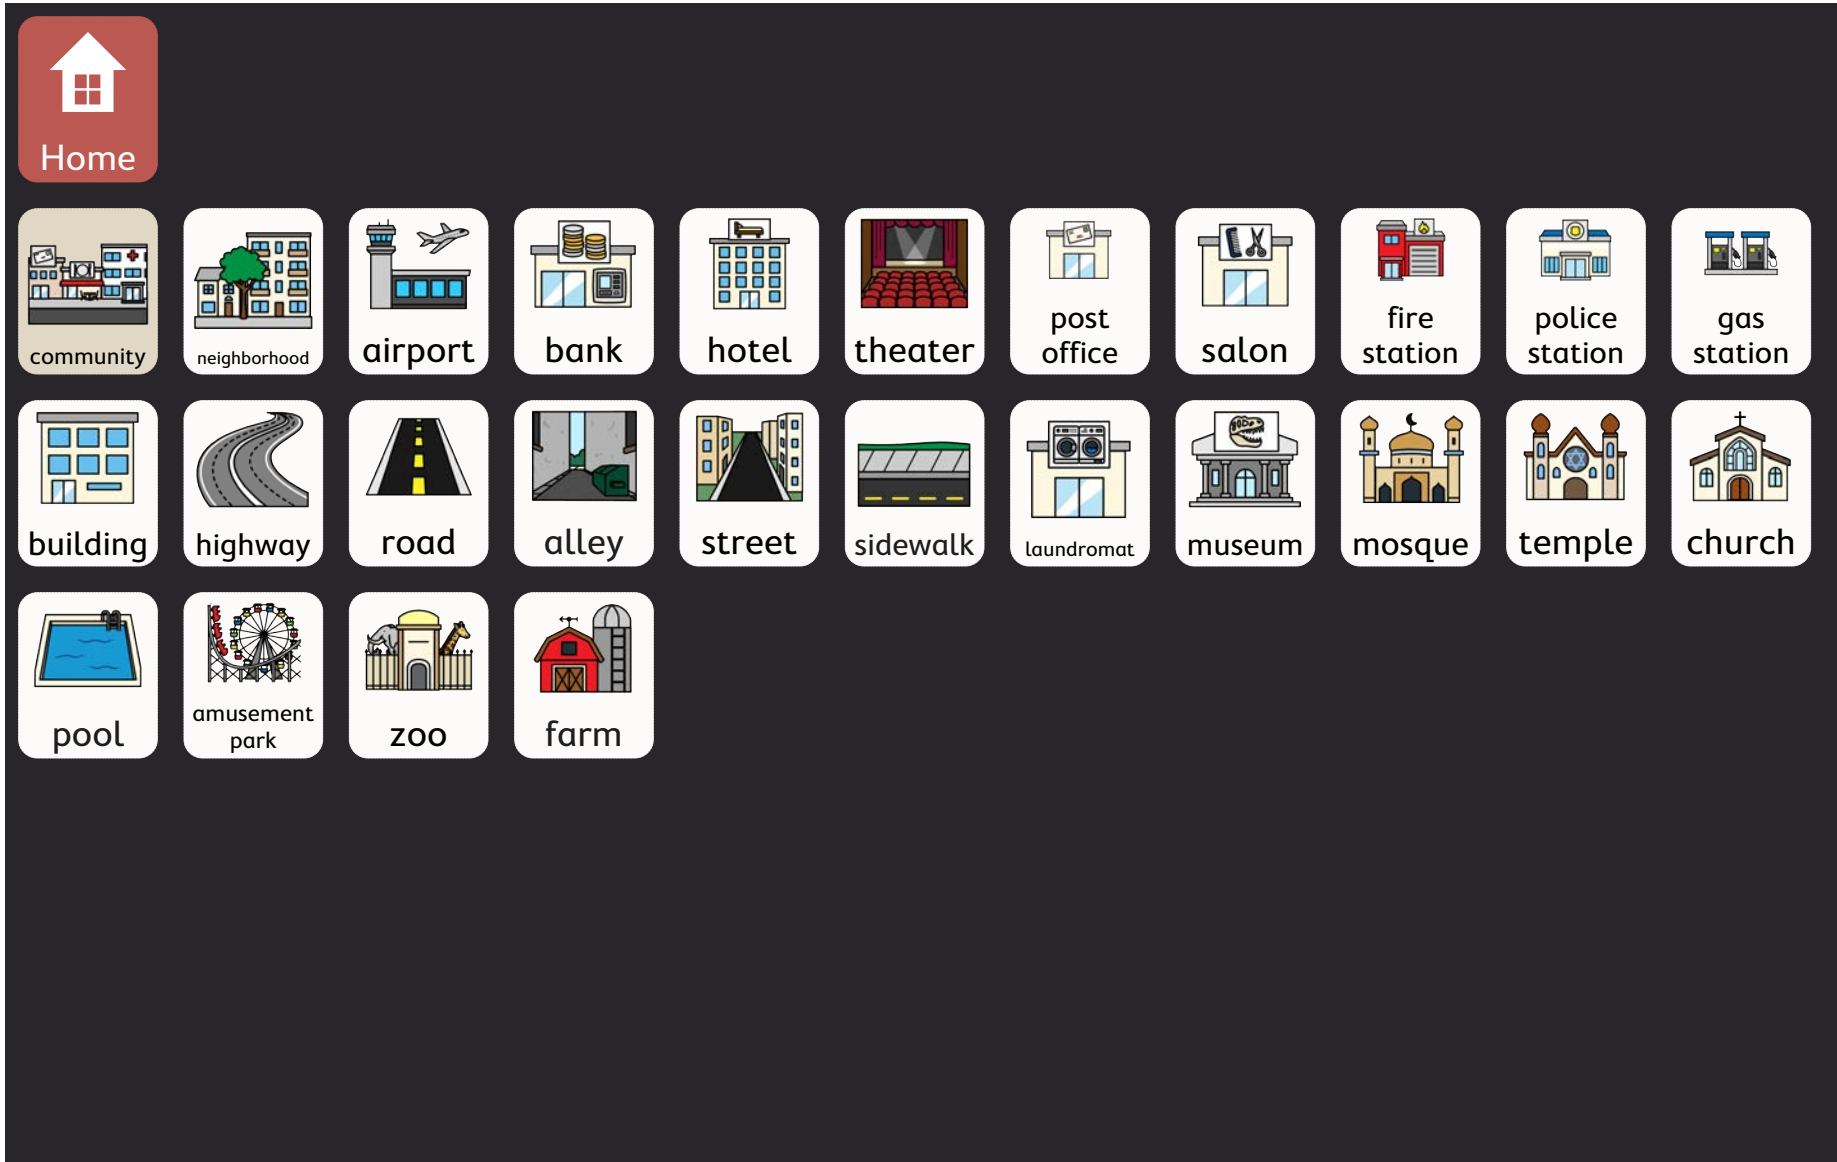 Home
community
neighborhood
airport
bank
hotel
theater
post
office
salon
fire
station
police
station
gas
station
building
highway
road
alley
street
sidewalk
laundromat
museum
mosque
temple
church
pool
amusement
park
zoo
farm